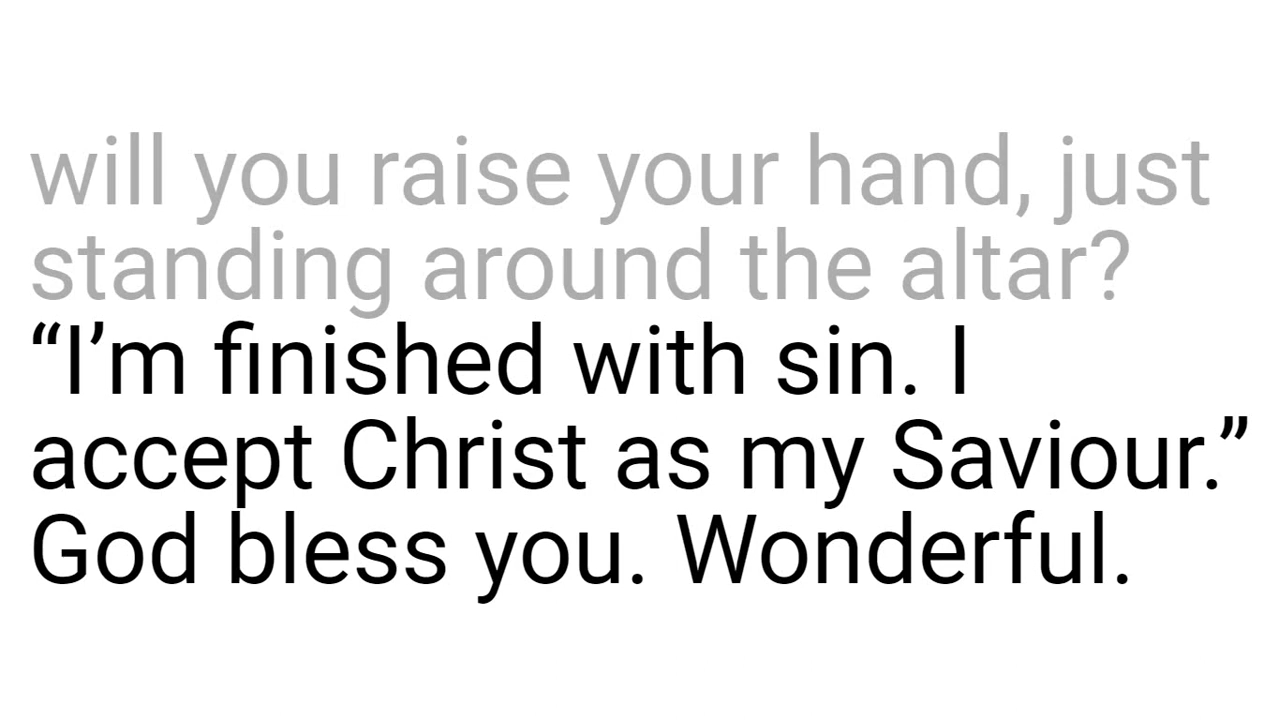 will you raise your hand, just
standing around the altar?
“I’m finished with sin. I
accept Christ as my Saviour.”
God bless you. Wonderful.